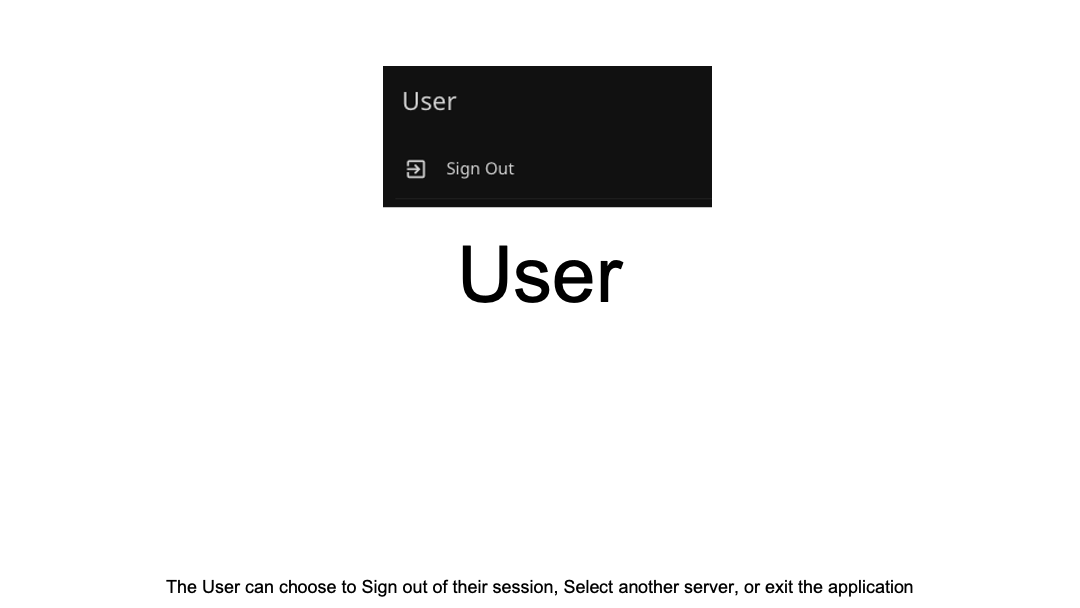 User
Sign Out
User
The User can choose to Sign out of their session, Select another server, or exit the application